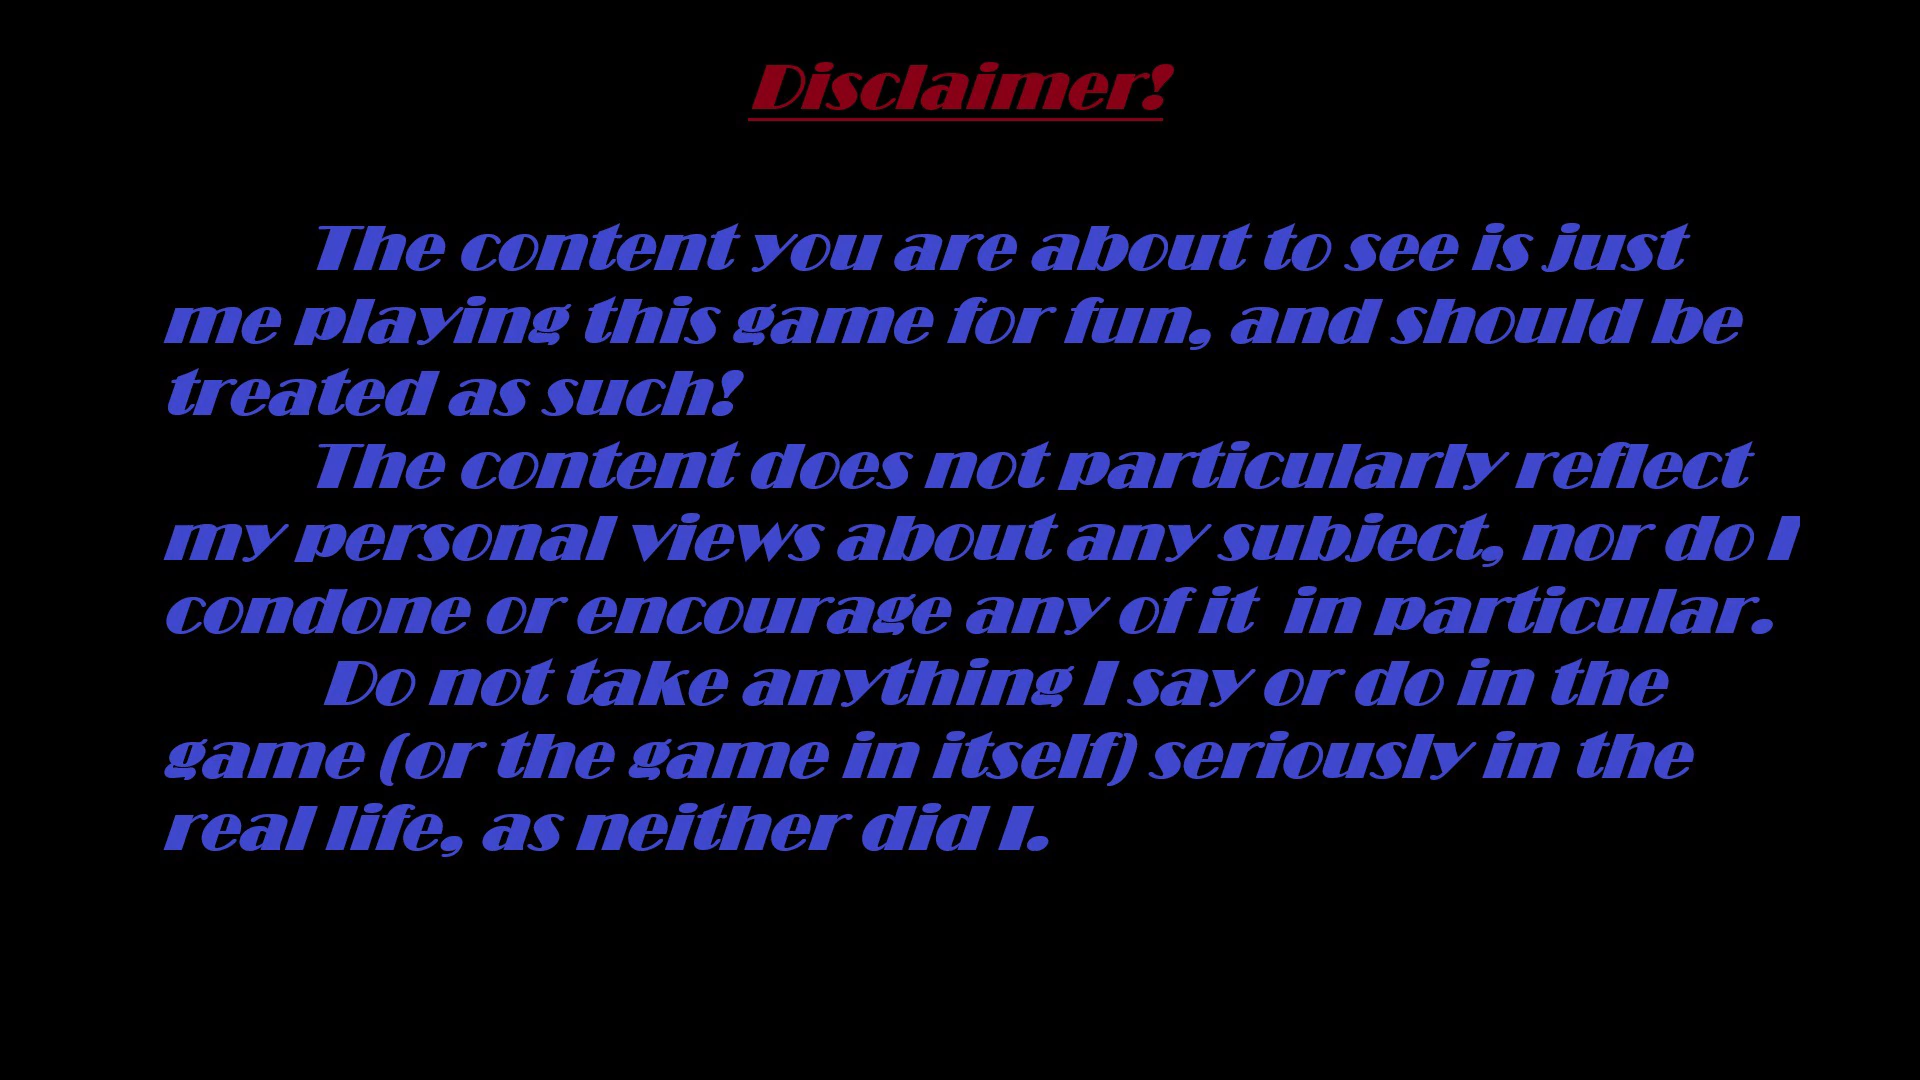 Disclaimer!
The content you are about to see is just
me playing this game for fun, and should be
treated as such!
The content does not particularly reflect
my personal views about any subject, nor do I
condone or encourage any of it  in particular.
Do not take anything I say or do in the
game (or the game in itself) seriously in the
real life, as neither did I.